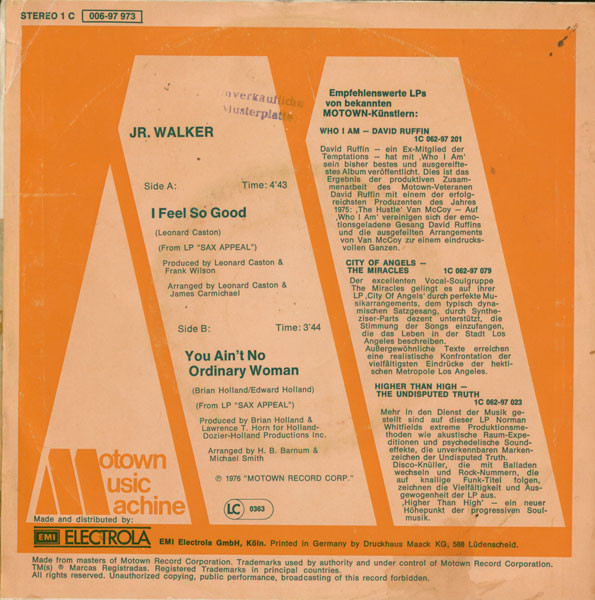 STEREO 1 C 006-97 973
unverkäufliche
Musterplatte
JR. WALKER
Side A: Time: 4'43
I Feel So Good
(Leonard Caston)
(From LP "SAX APPEAL")
Produced by Leonard Caston &
Frank Wilson
Arranged by Leonard Caston &
James Carmichael
Side B: Time: 3'44
You Ain't No
Ordinary Woman
(Brian Holland/Edward Holland)
(From LP "SAX APPEAL")
Produced by Brian Holland &
Lawrence T. Horn for Holland-
Dozier-Holland Productions Inc.
Arranged by H. B. Barnum &
Michael Smith
℗ 1976 "MOTOWN RECORD CORP."
LC 0363
Empfehlenswerte LPs
von bekannten
MOTOWN-Künstlern:
WHO I AM — DAVID RUFFIN
1C 062-97 201
David Ruffin — ein Ex-Mitglied der
Temptations — hat mit ‚Who I Am'
sein bisher bestes und ausgereifte-
stes Album veröffentlicht. Dies ist das
Ergebnis der produktiven Zusam-
menarbeit des Motown-Veteranen
David Ruffin mit einem der erfolg-
reichsten Produzenten des Jahres
1975: ‚The Hustle' Van McCoy — Auf
‚Who I Am' vereinigen sich der emo-
tionsgeladene Gesang David Ruffins
und die ausgefeilten Arrangements
von Van McCoy zu einem eindrucks-
vollen Ganzen.
CITY OF ANGELS —
THE MIRACLES 1C 062-97 079
Der excellenten Vocal-Soulgruppe
The Miracles gelingt es auf ihrer
LP ‚City Of Angels' durch perfekte Mu-
sikarrangements, dem typisch dyna-
mischen Satzgesang, durch Synthe-
ziser-Parts dezent unterstützt, die
Stimmung der Songs einzufangen,
die das Leben in der Stadt Los
Angeles beschreiben.
Außergewöhnliche Texte erreichen
eine realistische Konfrontation der
vielfältigsten Eindrücke der hekti-
schen Metropole Los Angeles.
HIGHER THAN HIGH —
THE UNDISPUTED TRUTH
1C 062-97 023
Mehr in den Dienst der Musik ge-
stellt sind auf dieser LP Norman
Whitfields extreme Produktionsme-
thoden wie akustische Raum-Expe-
ditionen und psychedelische Sound-
effekte, die unverkennbaren Marken-
zeichen der Undisputed Truth.
Disco-Knüller, die mit Balladen
wechseln und Rock-Nummern, die
auf knallige Funk-Titel folgen,
zeichnen die Vielfältigkeit und Aus-
gewogenheit der LP aus.
‚Higher Than High' — ein neuer
Höhepunkt der progressiven Soul-
musik.
Motown
Music
Machine
Made and distributed by:
EMI ELECTROLA EMI Electrola GmbH, Köln. Printed in Germany by Druckhaus Maack KG, 588 Lüdenscheid.
Made from masters of Motown Record Corporation. Trademarks used by authority and under control of Motown Record Corporation.
TM(s) ® Marcas Registradas. Registered Trademarks in principal countries.
All rights reserved. Unauthorized copying, public performance, broadcasting of this record forbidden.